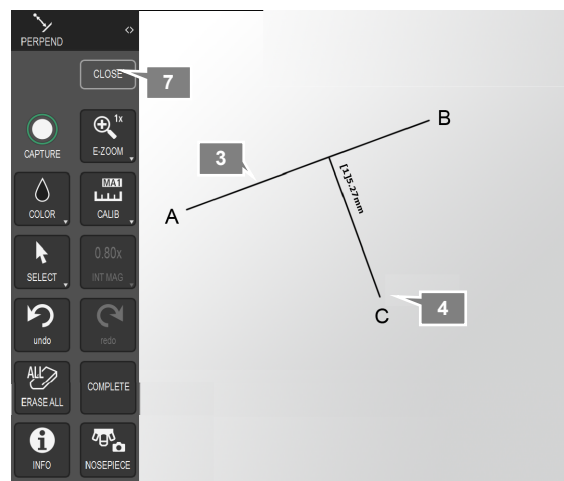 PERPEND
<>
CLOSE
7
CAPTURE
1x
E-ZOOM
COLOR
MA1
CALIB
SELECT
0.80x
INT MAG
undo
redo
ALL
ERASE ALL
COMPLETE
INFO
NOSEPIECE
A
3
B
[1]5.27mm
4
C